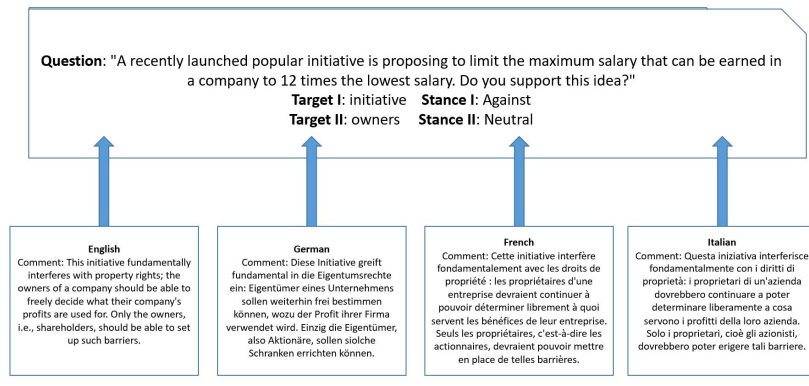 Question: "A recently launched popular initiative is proposing to limit the maximum salary that can be earned in
a company to 12 times the lowest salary. Do you support this idea?"
Target I: initiative Stance I: Against
Target II: owners Stance II: Neutral
English
Comment: This initiative fundamentally
interferes with property rights; the
owners of a company should be able to
freely decide what their company's
profits are used for. Only the owners,
i.e., shareholders, should be able to set
up such barriers.
German
Comment: Diese Initiative greift
fundamental in die Eigentumsrechte
ein: Eigentümer eines Unternehmens
sollen weiterhin frei bestimmen
können, wozu der Profit ihrer Firma
verwendet wird. Einzig die Eigentümer,
also Aktionäre, sollen siolche
Schranken errichten können.
French
Comment: Cette initiative interfère
fondamentalement avec les droits de
propriété : les propriétaires d'une
entreprise devraient continuer à
pouvoir déterminer librement à quoi
servent les bénéfices de leur entreprise.
Seuls les propriétaires, c'est-à-dire les
actionnaires, devraient pouvoir mettre
en place de telles barrières.
Italian
Comment: Questa iniziativa interferisce
fondamentalmente con i diritti di
proprietà: i proprietari di un'azienda
dovrebbero continuare a poter
determinare liberamente a cosa
servono i profitti della loro azienda.
Solo i proprietari, cioè gli azionisti,
dovrebbero poter erigere tali barriere.